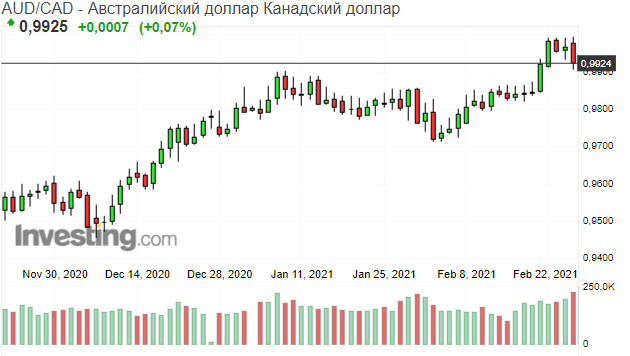 AUD/CAD - Австралийский доллар Канадский доллар
0,9925 +0,0007 (+0,07%)
0,9924
0,9900
0,9800
0,9700
0,9600
0,9500
Investing.com
0,9400
Nov 30, 2020 Dec 14, 2020 Dec 28, 2020 Jan 11, 2021 Jan 25, 2021 Feb 8, 2021 Feb 22, 2021
250.0K
0